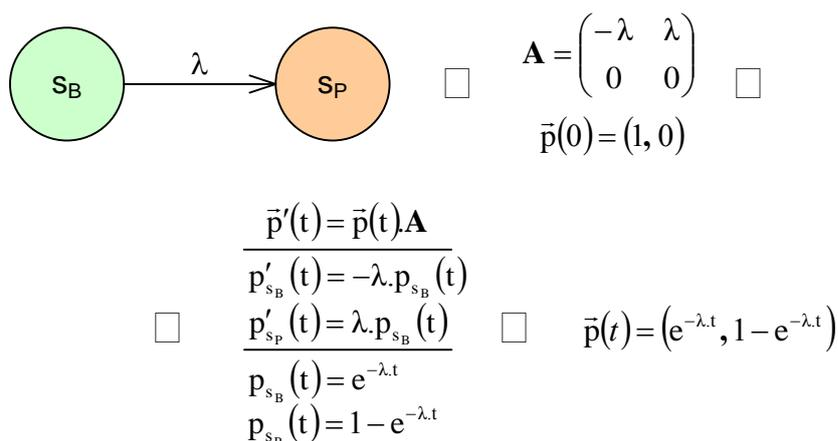 s_B λ s_P □ A = ( −λ λ ; 0 0 ) □
p⃗(0) = (1, 0)
p⃗′(t) = p⃗(t).A
p′_{s_B}(t) = −λ.p_{s_B}(t)
p′_{s_P}(t) = λ.p_{s_B}(t)
□ □ p⃗(t) = (e^{−λ.t}, 1 − e^{−λ.t})
p_{s_B}(t) = e^{−λ.t}
p_{s_P}(t) = 1 − e^{−λ.t}